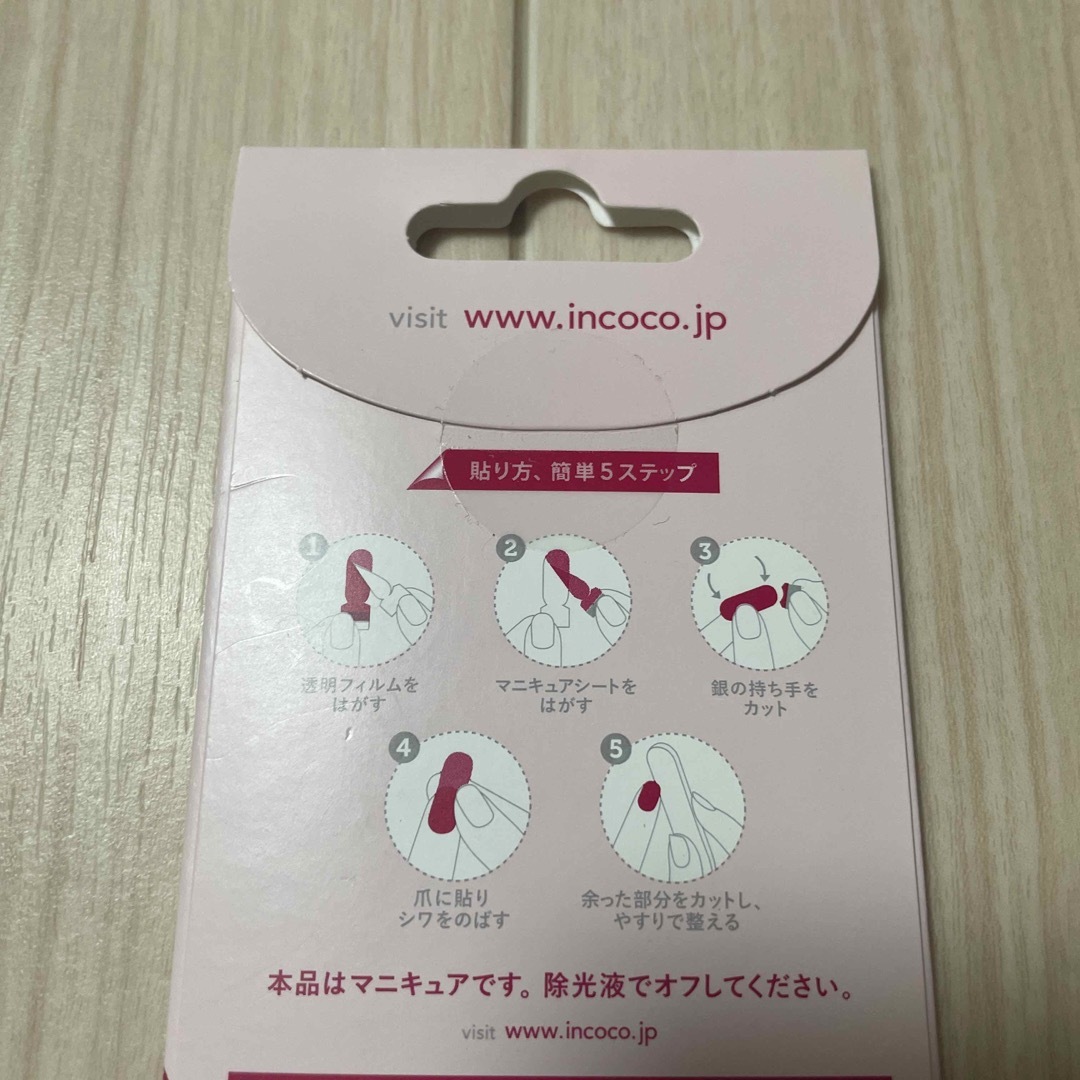 visit www.incoco.jp
貼り方、簡単5ステップ
1
透明フィルムを
はがす
2
マニキュアシートを
はがす
3
銀の持ち手を
カット
4
爪に貼り
シワをのばす
5
余った部分をカットし、
やすりで整える
本品はマニキュアです。除光液でオフしてください。
visit www.incoco.jp